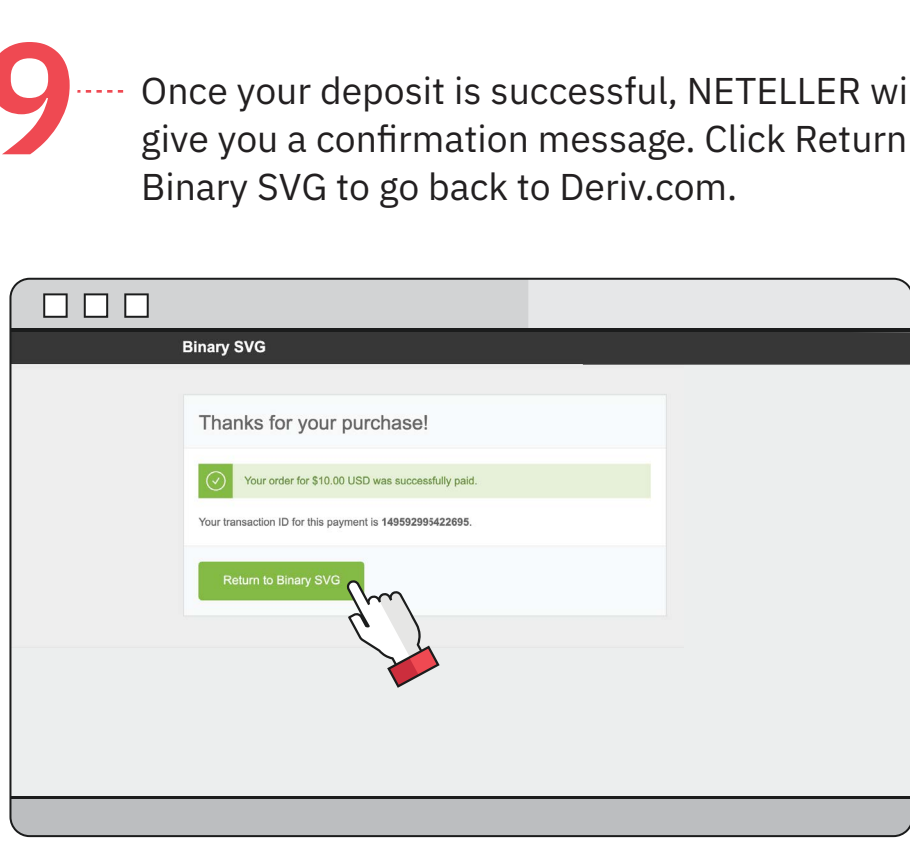 9
Once your deposit is successful, NETELLER wi
give you a confirmation message. Click Return
Binary SVG to go back to Deriv.com.
Binary SVG
Thanks for your purchase!
Your order for $10.00 USD was successfully paid.
Your transaction ID for this payment is 149592995422695.
Return to Binary SVG